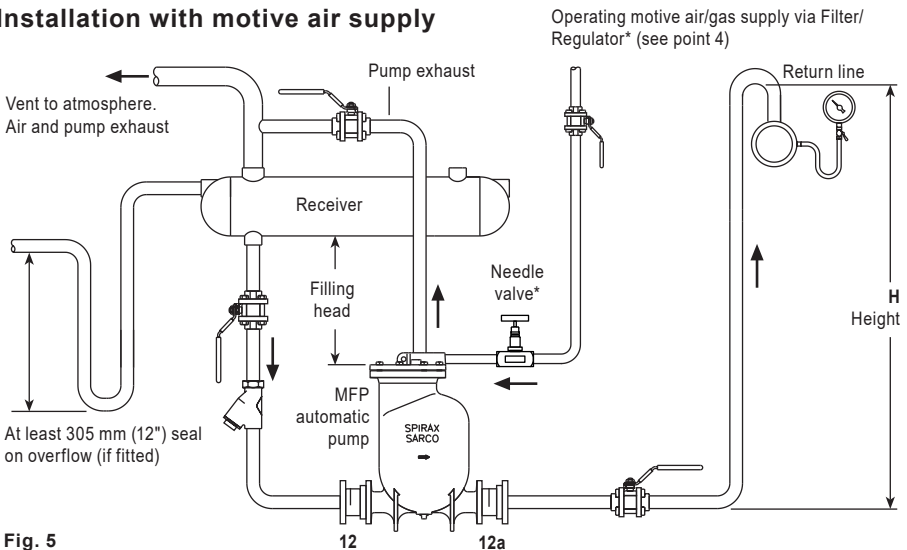 Installation with motive air supply
Operating motive air/gas supply via Filter/
Regulator* (see point 4)
Pump exhaust
Return line
Vent to atmosphere.
Air and pump exhaust
Receiver
Filling
head
Needle
valve*
H
Height
MFP
automatic
pump
SPIRAX
SARCO
At least 305 mm (12") seal
on overflow (if fitted)
Fig. 5
12
12a